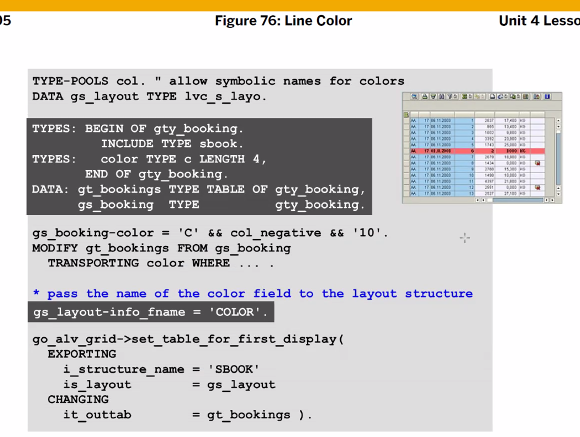 05
Figure 76: Line Color
Unit 4 Lesso
TYPE-POOLS col. " allow symbolic names for colors
DATA gs_layout TYPE lvc_s_layo.
TYPES: BEGIN OF gty_booking.
INCLUDE TYPE sbook.
TYPES: color TYPE c LENGTH 4,
END OF gty_booking.
DATA: gt_bookings TYPE TABLE OF gty_booking,
gs_booking TYPE gty_booking.
gs_booking-color = 'C' && col_negative && '10'.
MODIFY gt_bookings FROM gs_booking
TRANSPORTING color WHERE ... .
* pass the name of the color field to the layout structure
gs_layout-info_fname = 'COLOR'.
go_alv_grid->set_table_for_first_display(
EXPORTING
i_structure_name = 'SBOOK'
is_layout = gs_layout
CHANGING
it_outtab = gt_bookings ).